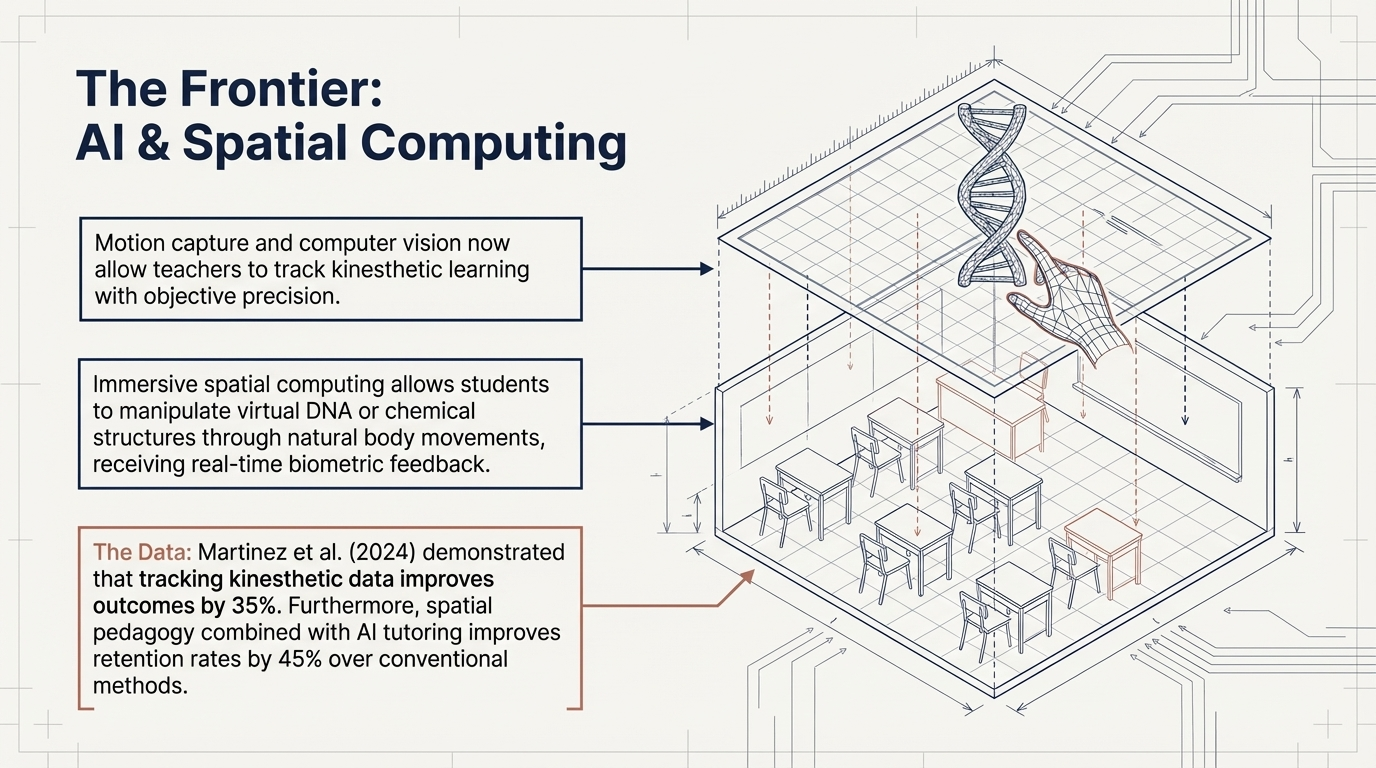 The Frontier:
AI & Spatial Computing
Motion capture and computer vision now
allow teachers to track kinesthetic learning
with objective precision.
Immersive spatial computing allows students
to manipulate virtual DNA or chemical
structures through natural body movements,
receiving real-time biometric feedback.
The Data: Martinez et al. (2024) demonstrated
that tracking kinesthetic data improves
outcomes by 35%. Furthermore, spatial
pedagogy combined with AI tutoring improves
retention rates by 45% over conventional
methods.